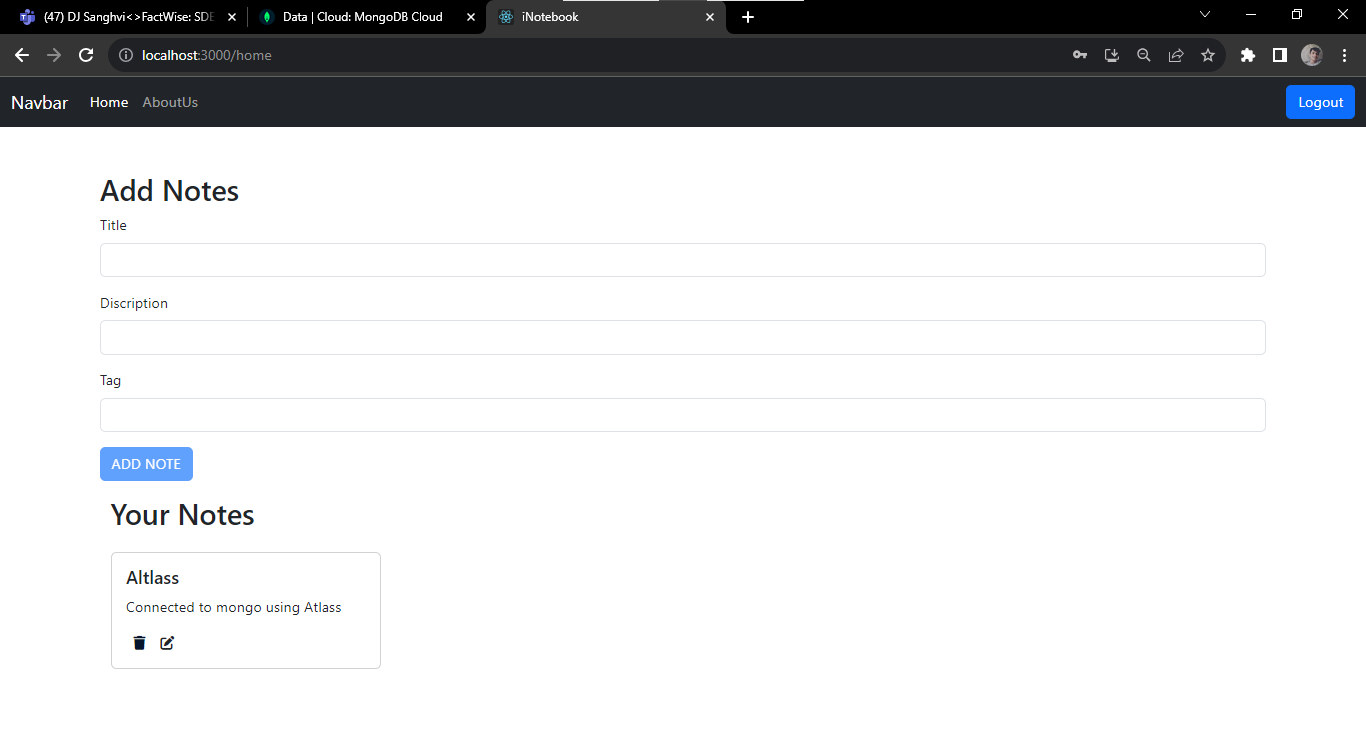 (47) DJ Sanghvi<>FactWise: SDE
Data | Cloud: MongoDB Cloud
iNotebook
localhost:3000/home
Navbar Home AboutUs Logout
Add Notes
Title
Discription
Tag
ADD NOTE
Your Notes
Altlass
Connected to mongo using Atlass